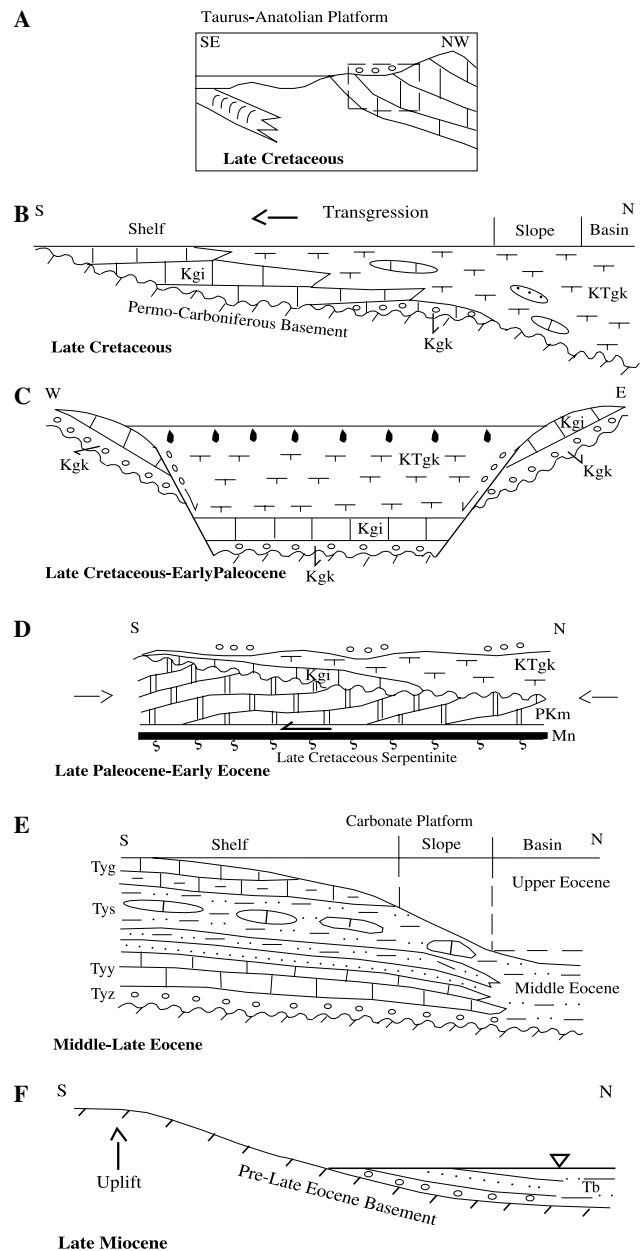 A
Taurus-Anatolian Platform
SE NW
Late Cretaceous
B
S N
Shelf Transgression Slope Basin
Kgi KTgk
Permo-Carboniferous Basement
Kgk
Late Cretaceous
C
W E
Kgi
KTgk
Kgk Kgk
Kgi
Late Cretaceous-EarlyPaleocene
Kgk
D
S N
KTgk
Kgi
PKm
Mn
Late Cretaceous Serpentinite
Late Paleocene-Early Eocene
E
Carbonate Platform
S Shelf Slope Basin N
Tyg
Upper Eocene
Tys
Tyy
Middle Eocene
Tyz
Middle-Late Eocene
F
S N
Uplift
Pre-Late Eocene Basement
Tb
Late Miocene